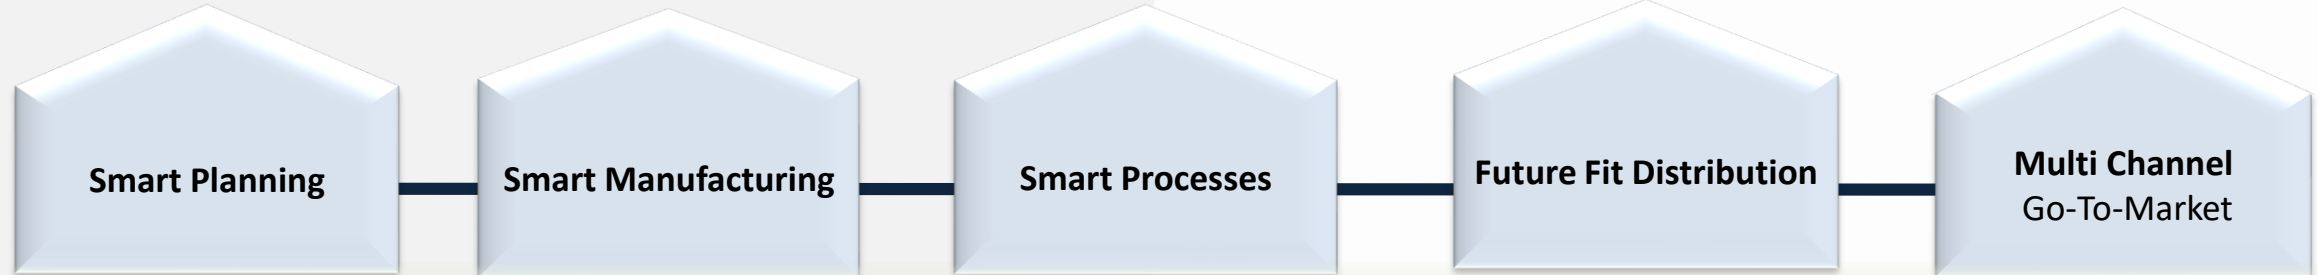 Smart Planning
Smart Manufacturing
Smart Processes
Future Fit Distribution
Multi Channel
Go-To-Market